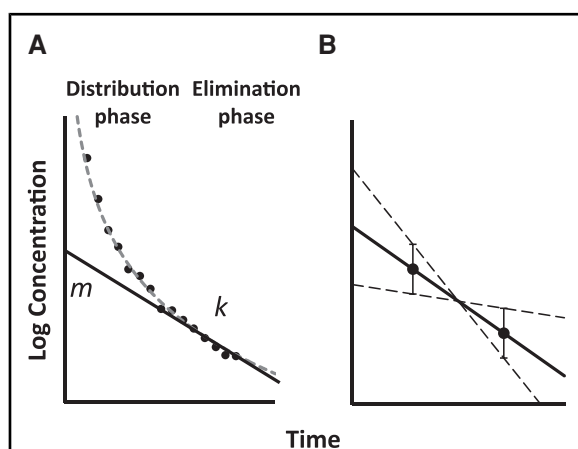 A
B
Distribution Elimination
phase phase
Log Concentration
m
k
Time